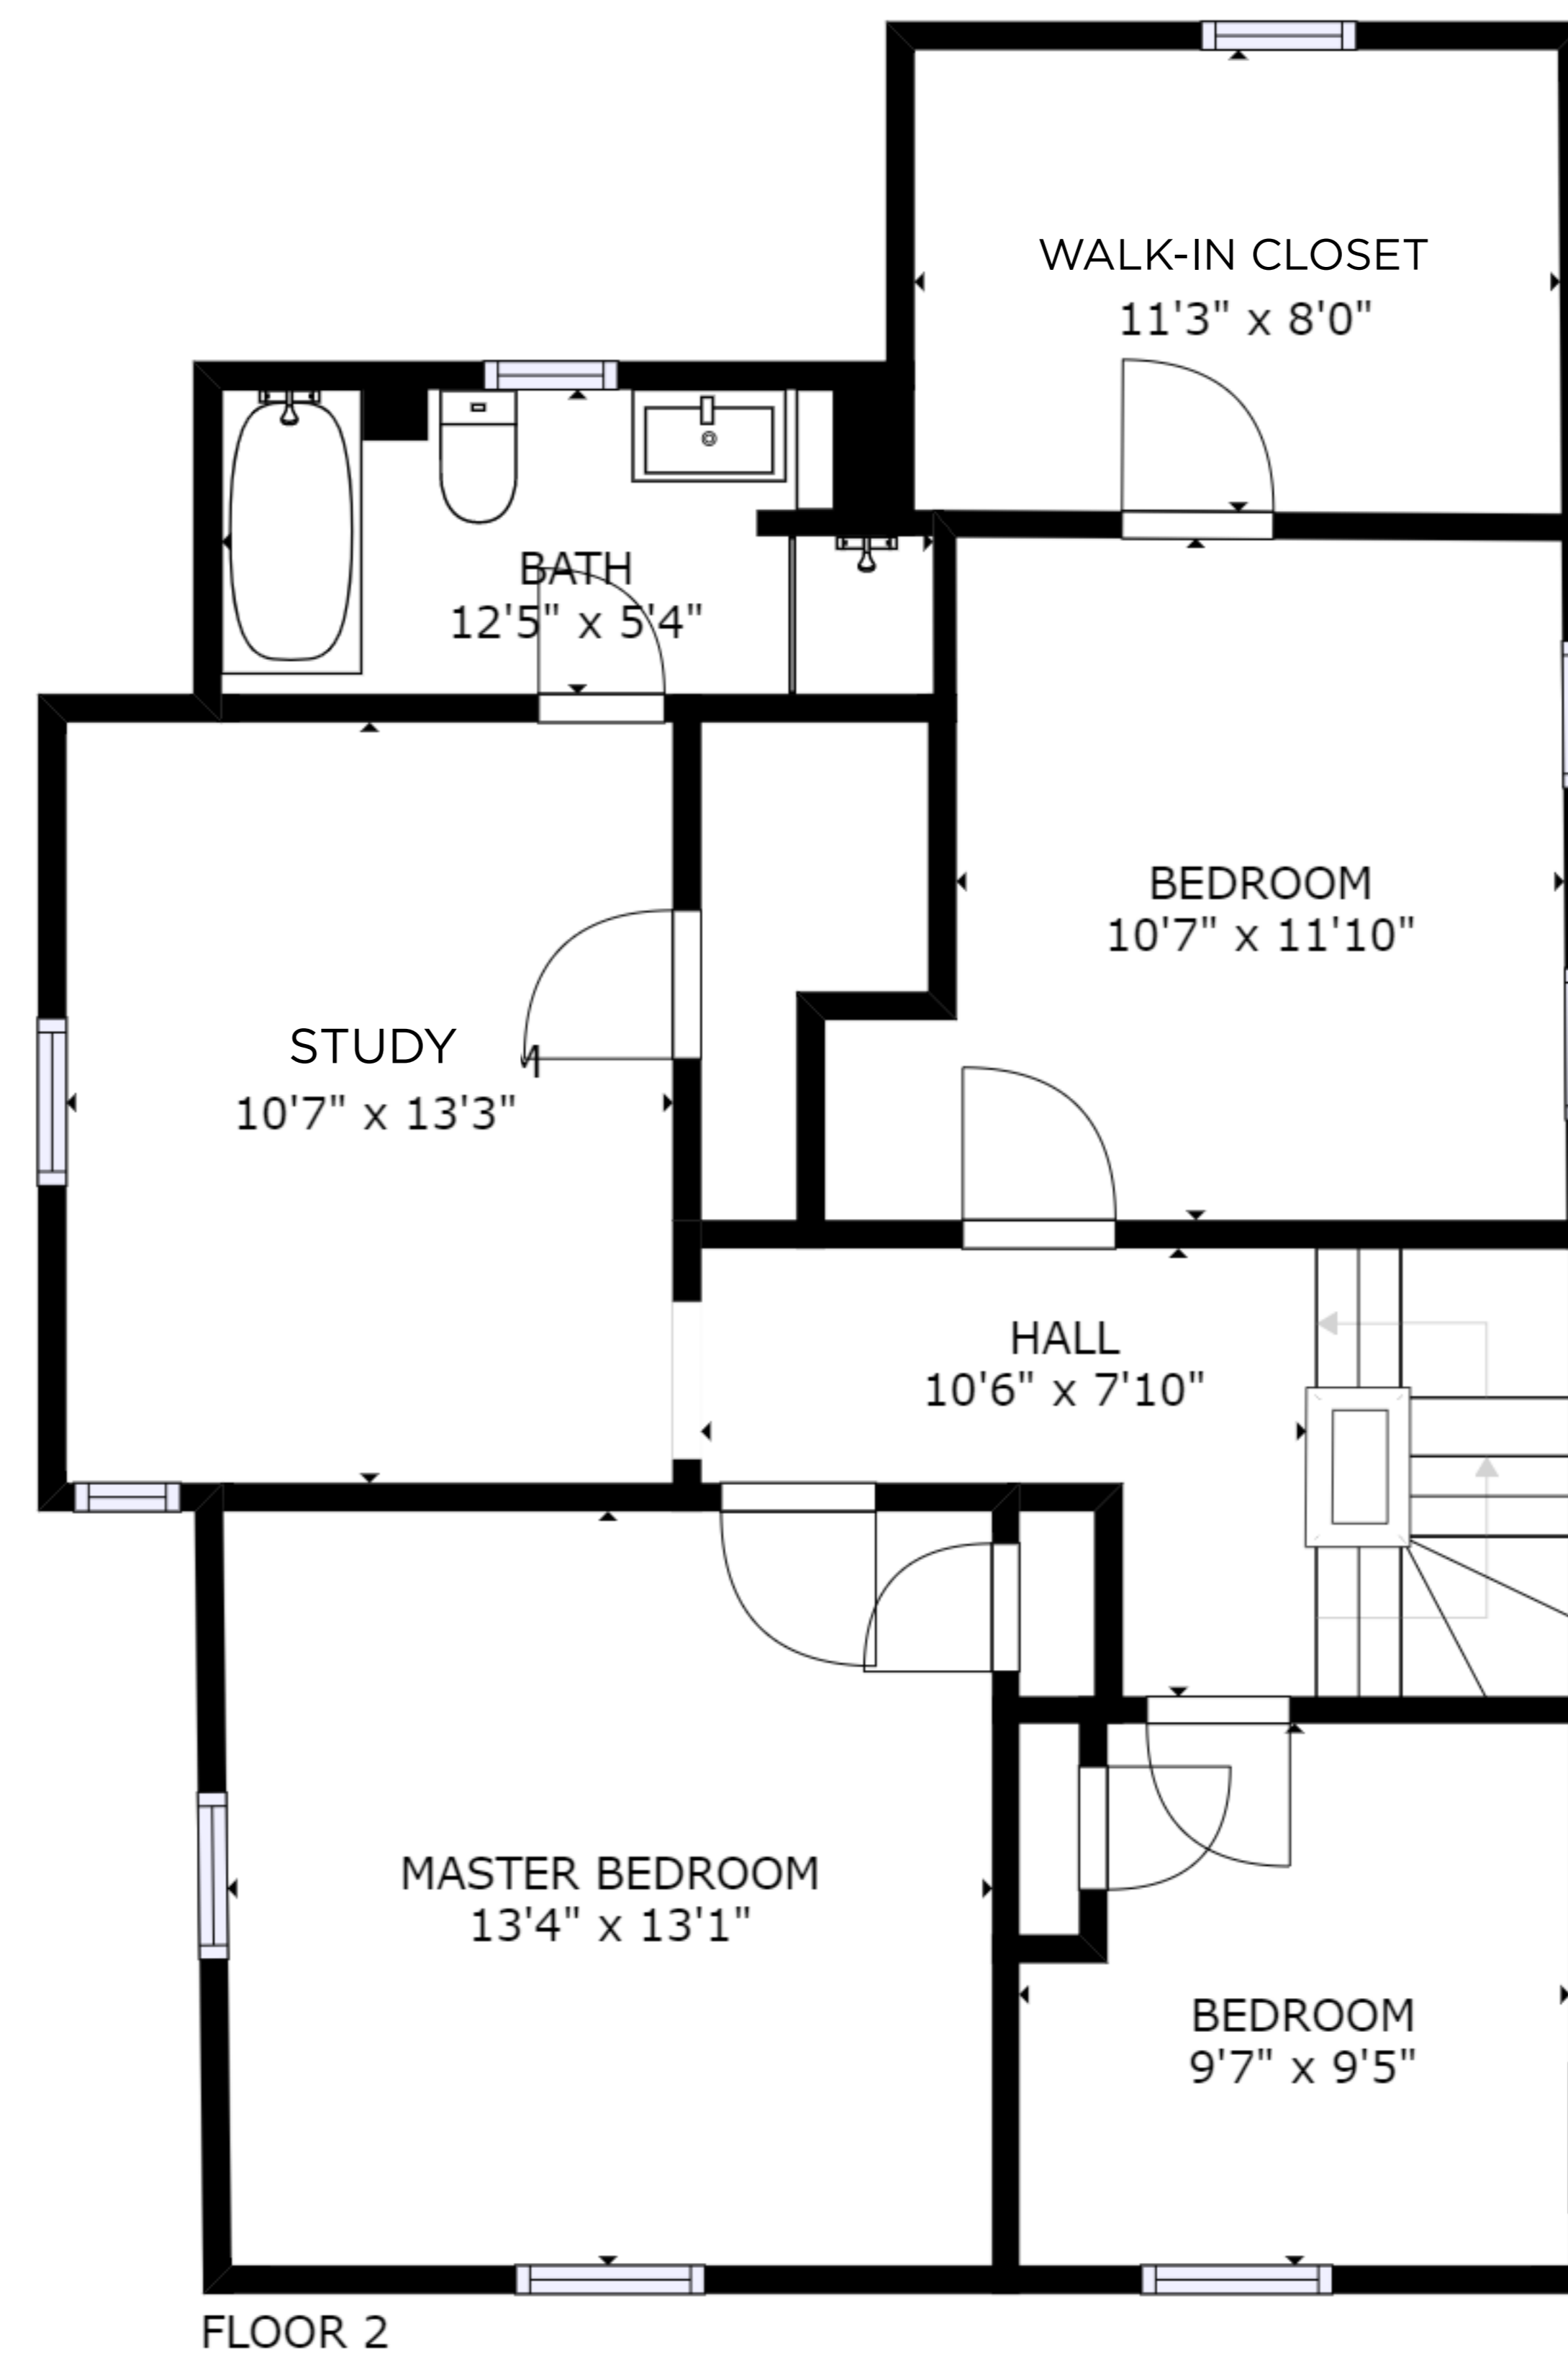 WALK-IN CLOSET
11'3" x 8'0"
BATH
12'5" x 5'4"
BEDROOM
10'7" x 11'10"
STUDY
10'7" x 13'3"
HALL
10'6" x 7'10"
MASTER BEDROOM
13'4" x 13'1"
BEDROOM
9'7" x 9'5"
FLOOR 2